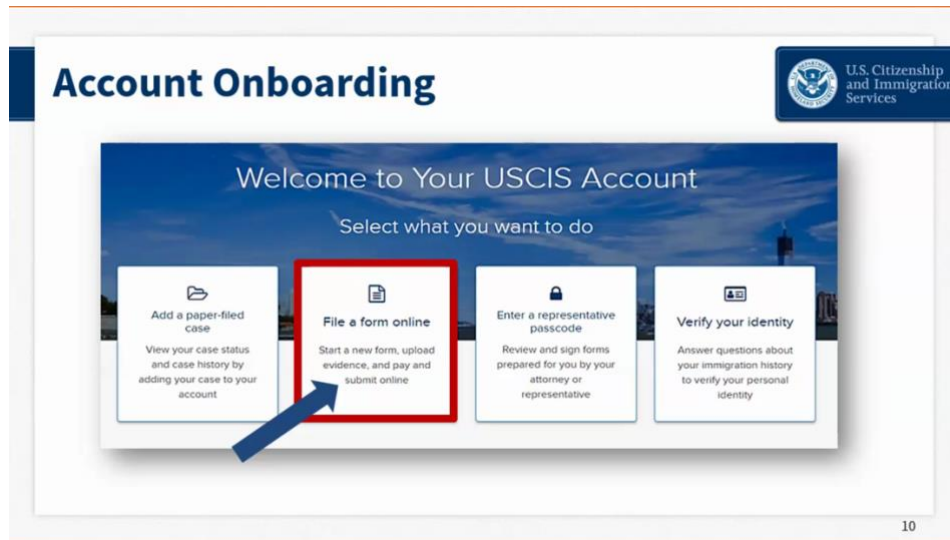 Account Onboarding
U.S. Citizenship
and Immigration
Services
Welcome to Your USCIS Account
Select what you want to do
Add a paper-filed
case
View your case status
and case history by
adding your case to your
account
File a form online
Start a new form, upload
evidence, and pay and
submit online
Enter a representative
passcode
Review and sign forms
prepared for you by your
attorney or
representative
Verify your identity
Answer questions about
your immigration history
to verify your personal
identity
10